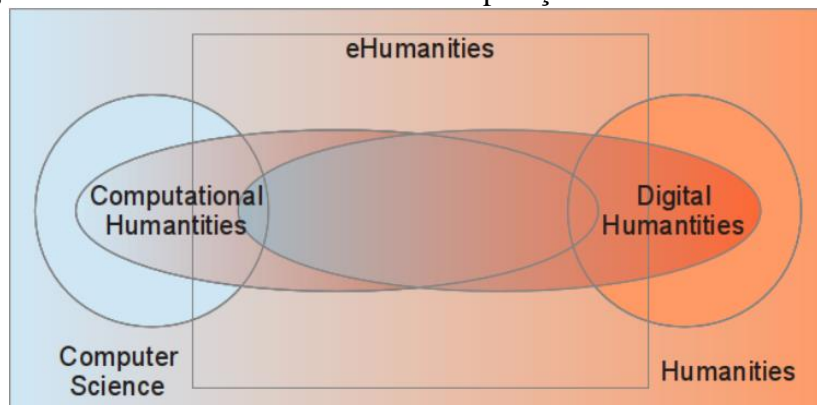 eHumanities
Computational
Humantities
Digital
Humantities
Computer
Science
Humanities